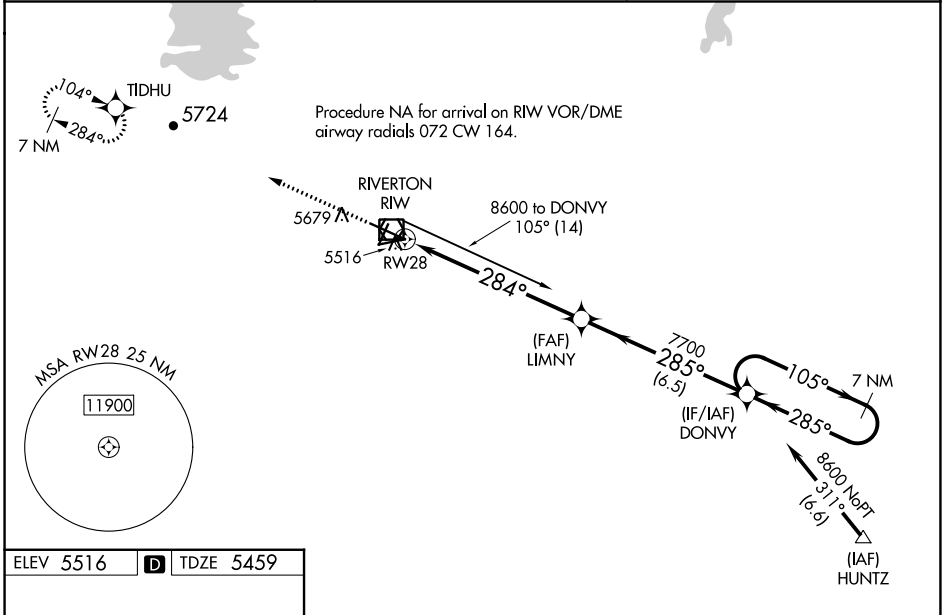 104°
TIDHU
5724
284°
7 NM
Procedure NA for arrival on RIW VOR/DME
airway radials 072 CW 164.
RIVERTON
RIW
5679
5516
RW28
8600 to DONVY
105° (14)
284°
(FAF)
LIMNY
7700
285°
(6.5)
105°
7 NM
285°
(IF/IAF)
DONVY
8600 NoPT
311°
(6.6)
(IAF)
HUNTZ
MSA RW28 25 NM
11900
ELEV 5516 D TDZE 5459